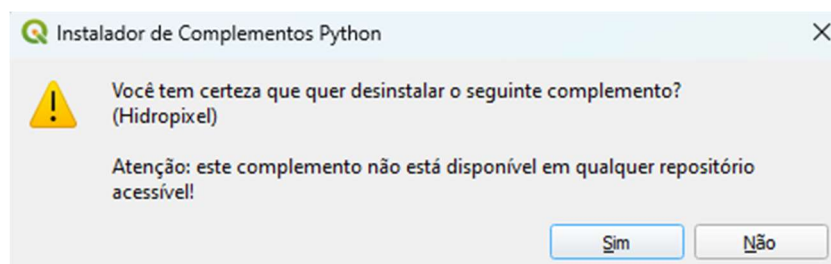 Instalador de Complementos Python
Você tem certeza que quer desinstalar o seguinte complemento?
(Hidropixel)
Atenção: este complemento não está disponível em qualquer repositório
acessível!
Sim Não